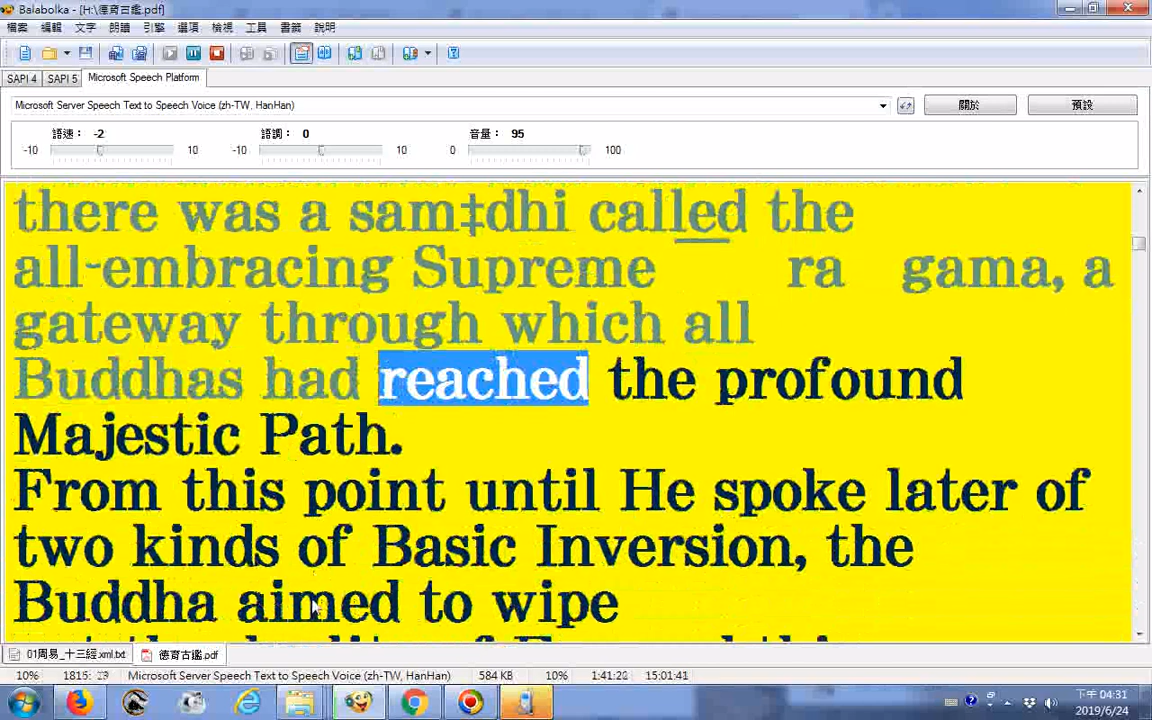 Balabolka - [H:\德育古鑑.pdf]
檔案 編輯 文字 朗讀 引擎 選項 檢視 工具 書籤 說明
SAPI 4 SAPI 5 Microsoft Speech Platform
Microsoft Server Speech Text to Speech Voice (zh-TW, HanHan) 關於 預設
語速： -2 語調： 0 音量： 95
-10 10 -10 10 0 100
there was a sam‡dhi called the
all-embracing Supreme ra gama, a
gateway through which all
Buddhas had reached the profound
Majestic Path.
From this point until He spoke later of
two kinds of Basic Inversion, the
Buddha aimed to wipe
01周易_十三經.xml.txt 德育古鑑.pdf
10% 1815: Microsoft Server Speech Text to Speech Voice (zh-TW, HanHan) 584 KB 10% 15:01:41
下午 04:31
2019/6/24